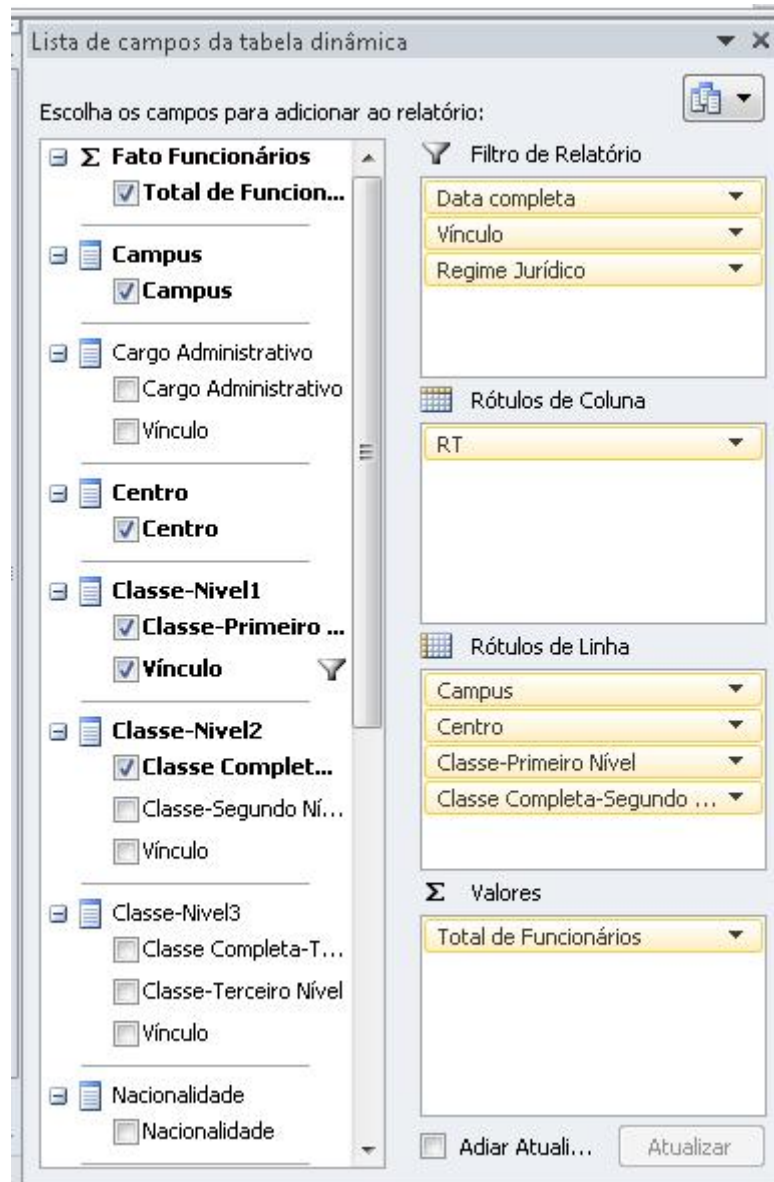 Lista de campos da tabela dinâmica
Escolha os campos para adicionar ao relatório:
Σ Fato Funcionários
Total de Funcion...
Campus
Campus
Cargo Administrativo
Cargo Administrativo
Vínculo
Centro
Centro
Classe-Nivel1
Classe-Primeiro ...
Vínculo
Classe-Nivel2
Classe Complet...
Classe-Segundo Ní...
Vínculo
Classe-Nivel3
Classe Completa-T...
Classe-Terceiro Nível
Vínculo
Nacionalidade
Nacionalidade
Filtro de Relatório
Data completa
Vínculo
Regime Jurídico
Rótulos de Coluna
RT
Rótulos de Linha
Campus
Centro
Classe-Primeiro Nível
Classe Completa-Segundo ...
Σ Valores
Total de Funcionários
Adiar Atuali...
Atualizar